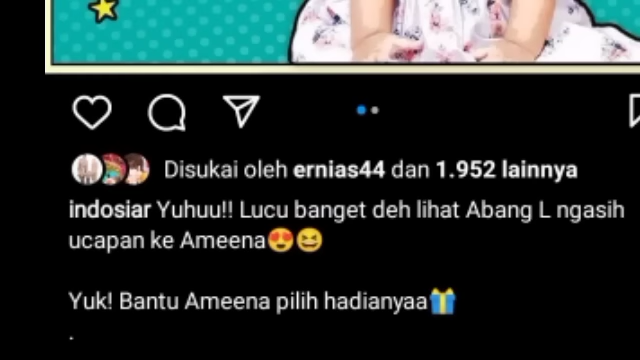 Disukai oleh ernias44 dan 1.952 lainnya
indosiar Yuhuu!! Lucu banget deh lihat Abang L ngasih
ucapan ke Ameena😍😆
Yuk! Bantu Ameena pilih hadianyaa🎁
.